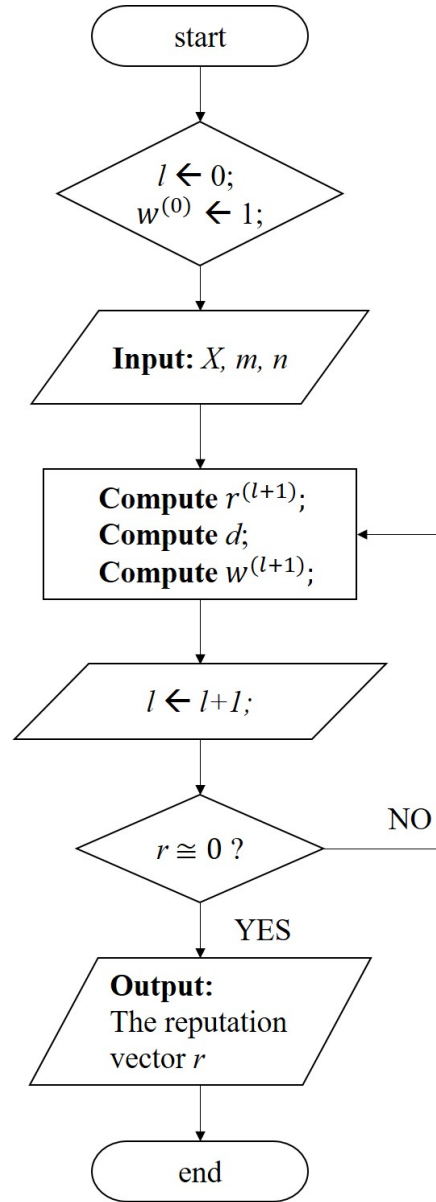 start
l ← 0;
w⁽⁰⁾ ← 1;
Input: X, m, n
Compute r⁽ˡ⁺¹⁾;
Compute d;
Compute w⁽ˡ⁺¹⁾;
l ← l+1;
r ≅ 0 ?
NO
YES
Output:
The reputation
vector r
end